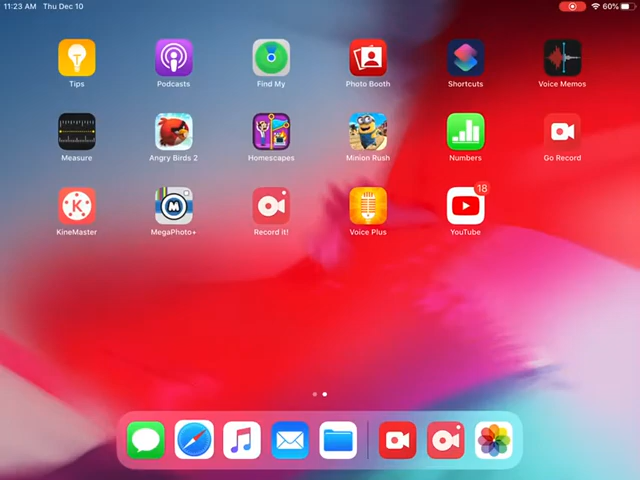 11:23 AM Thu Dec 10 60%
Tips Podcasts Find My Photo Booth Shortcuts Voice Memos
Measure Angry Birds 2 Homescapes Minion Rush Numbers Go Record
18
KineMaster MegaPhoto+ Record it! Voice Plus YouTube